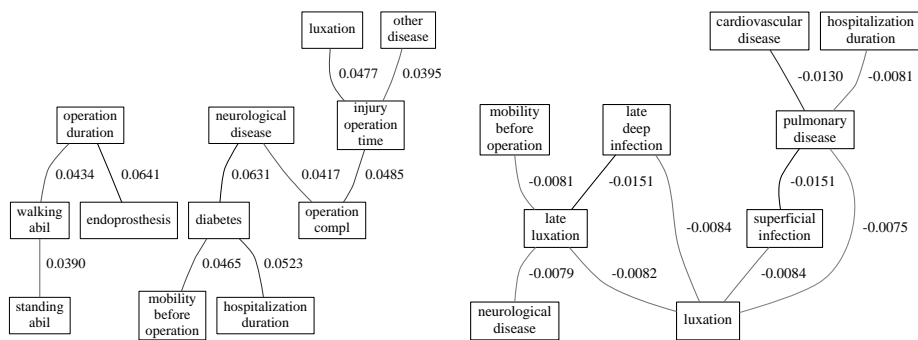 luxation
other
disease
0.0477
0.0395
operation
duration
neurological
disease
injury
operation
time
0.0434
0.0641
0.0631
0.0417
0.0485
walking
abil
endoprosthesis
diabetes
operation
compl
0.0390
0.0465
0.0523
standing
abil
mobility
before
operation
hospitalization
duration
cardiovascular
disease
hospitalization
duration
-0.0130
-0.0081
mobility
before
operation
late
deep
infection
pulmonary
disease
-0.0081
-0.0151
-0.0151
late
luxation
superficial
infection
-0.0084
-0.0075
-0.0079
-0.0082
-0.0084
neurological
disease
luxation